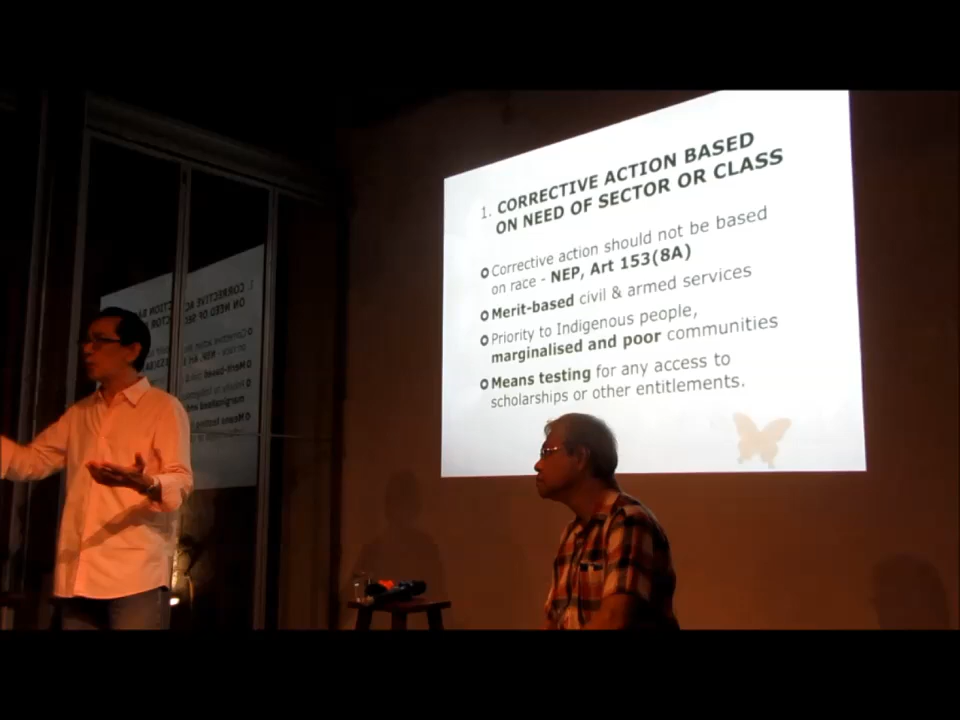 1. CORRECTIVE ACTION BASED
ON NEED OF SECTOR OR CLASS
Corrective action should not be based
on race - NEP, Art 153(8A)
Merit-based civil & armed services
Priority to Indigenous people,
marginalised and poor communities
Means testing for any access to
scholarships or other entitlements.